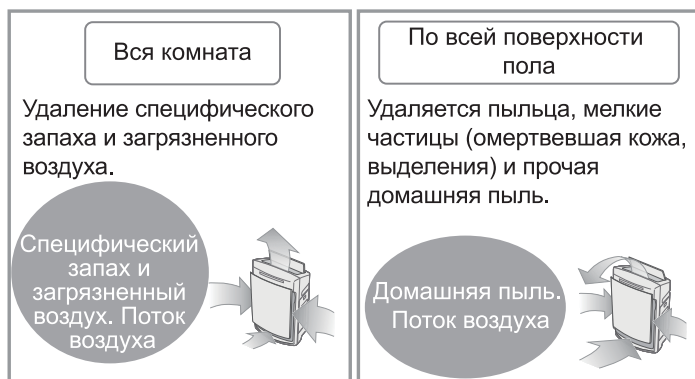 Вся комната
Удаление специфического
запаха и загрязненного
воздуха.
Специфический
запах и
загрязненный
воздух. Поток
воздуха
По всей поверхности
пола
Удаляется пыльца, мелкие
частицы (омертвевшая кожа,
выделения) и прочая
домашняя пыль.
Домашняя пыль.
Поток воздуха